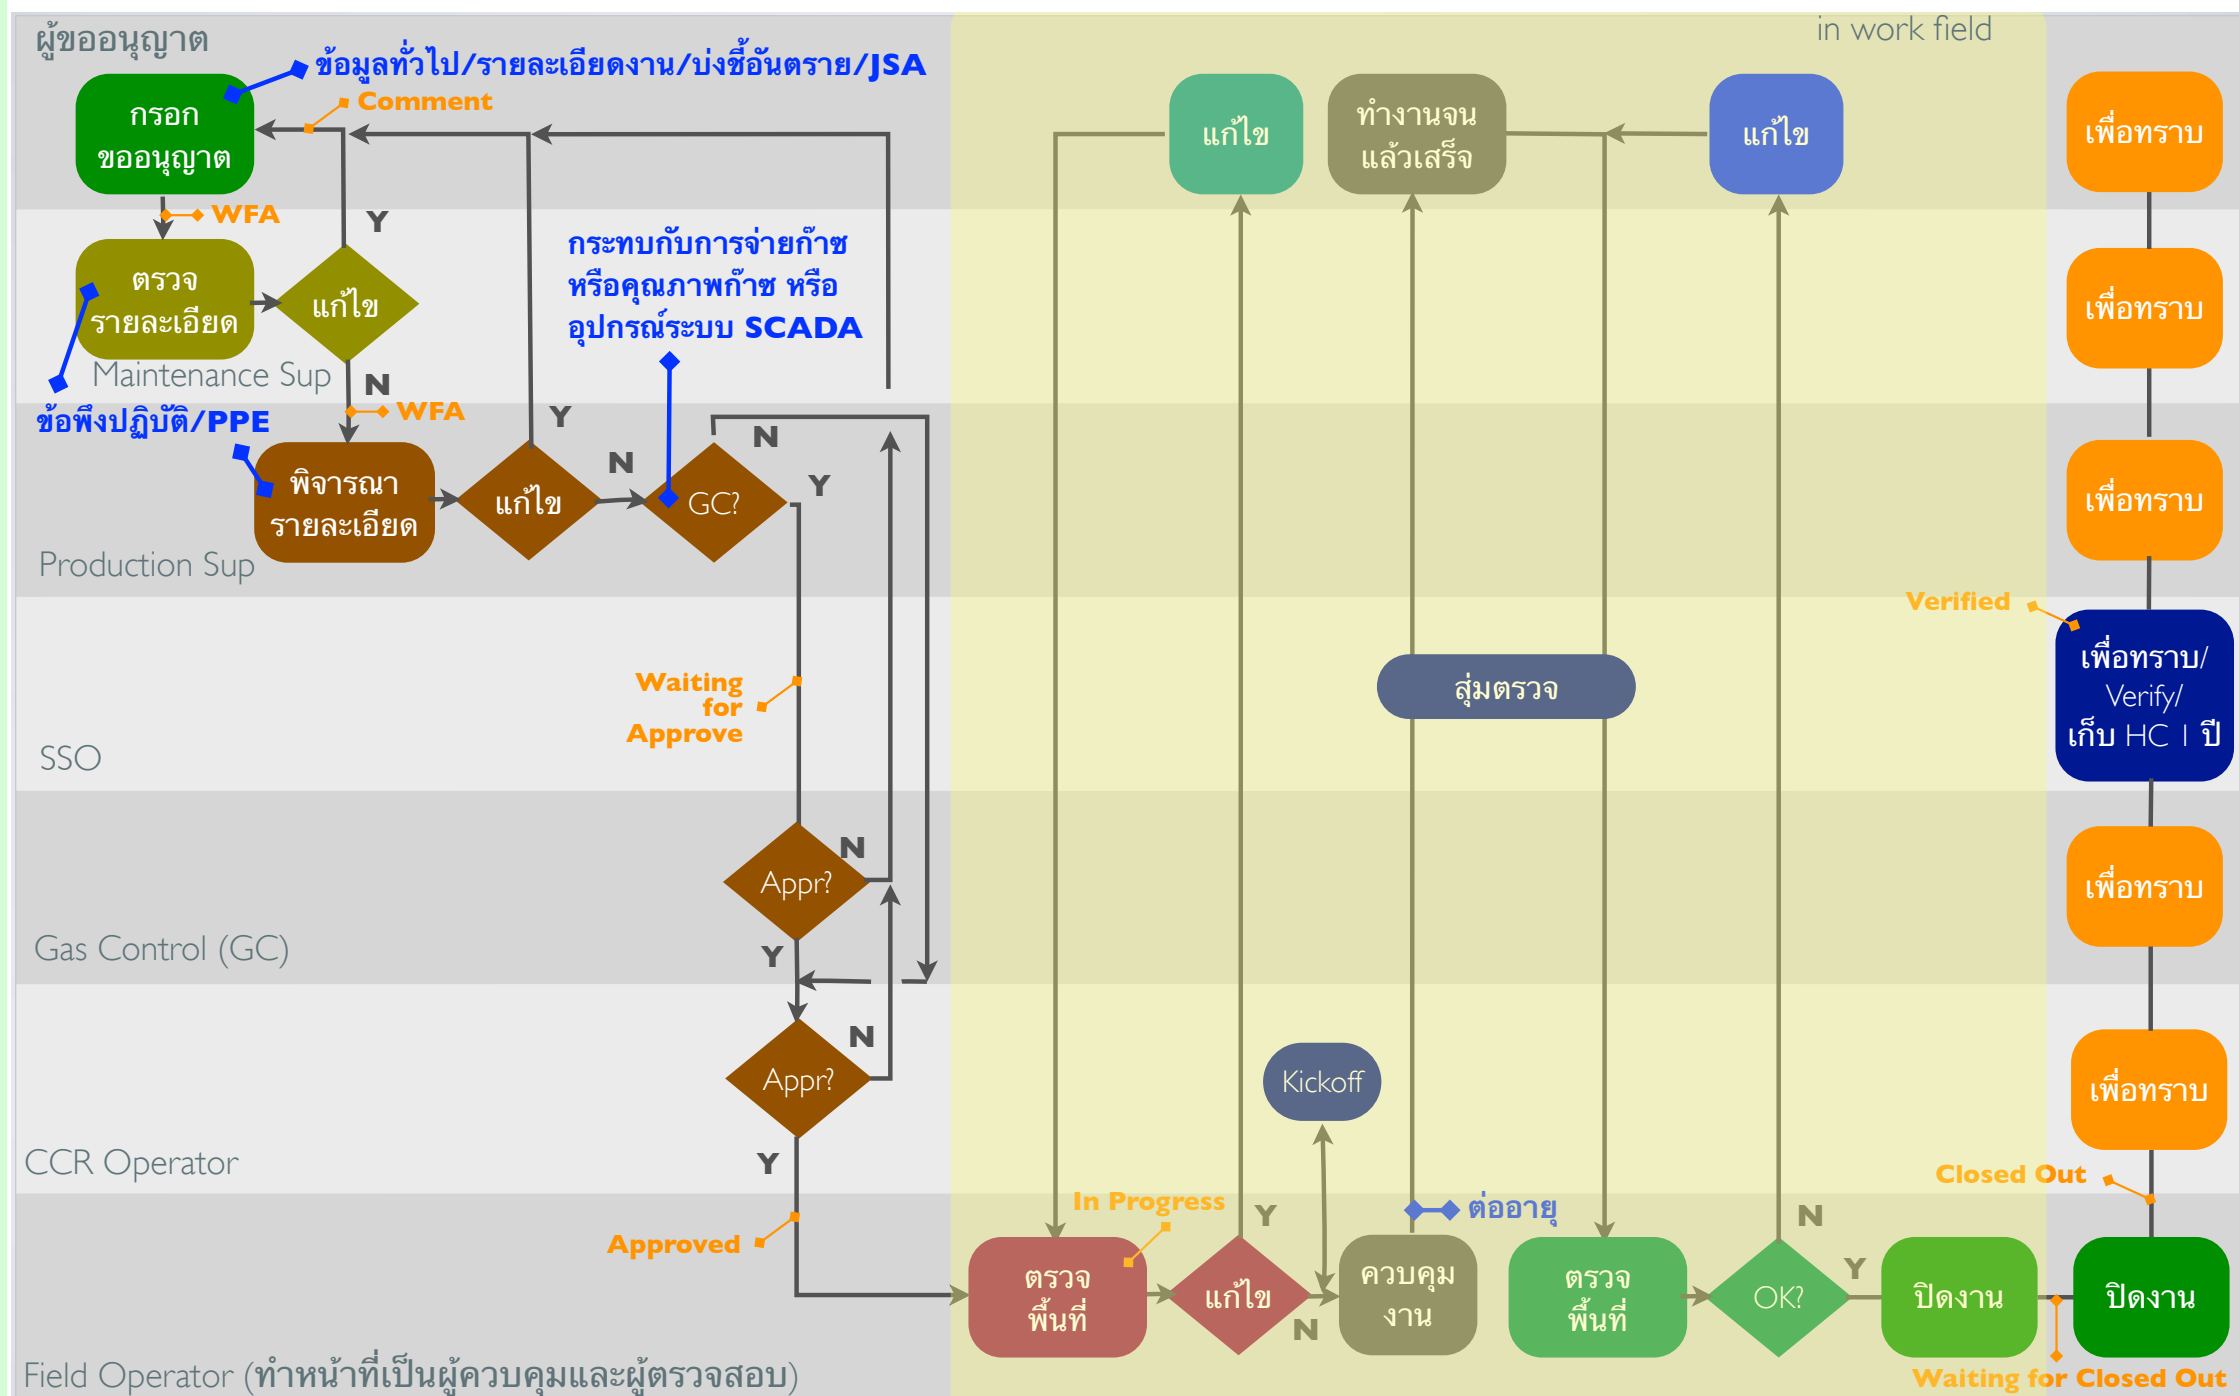 ผู้ขออนุญาต
in work field
ข้อมูลทั่วไป/รายละเอียดงาน/บ่งชี้อันตราย/JSA
Comment
กรอก
ขออนุญาต
แก้ไข
ทำงานจน
แล้วเสร็จ
แก้ไข
เพื่อทราบ
WFA
Y
ตรวจ
รายละเอียด
แก้ไข
กระทบกับการจ่ายก๊าซ
หรือคุณภาพก๊าซ หรือ
อุปกรณ์ระบบ SCADA
เพื่อทราบ
Maintenance Sup
N
WFA
ข้อพึงปฏิบัติ/PPE
Y
N
N
Y
พิจารณา
รายละเอียด
แก้ไข
GC?
เพื่อทราบ
Production Sup
Verified
Waiting
for
Approve
สุ่มตรวจ
เพื่อทราบ/
Verify/
เก็บ HC 1 ปี
SSO
N
Appr?
เพื่อทราบ
Gas Control (GC)
Y
N
Appr?
Kickoff
เพื่อทราบ
CCR Operator
Y
Closed Out
In Progress
Y
ต่ออายุ
N
Approved
Y
ตรวจ
พื้นที่
แก้ไข
N
ควบคุม
งาน
ตรวจ
พื้นที่
OK?
ปิดงาน
ปิดงาน
Field Operator (ทำหน้าที่เป็นผู้ควบคุมและผู้ตรวจสอบ)
Waiting for Closed Out